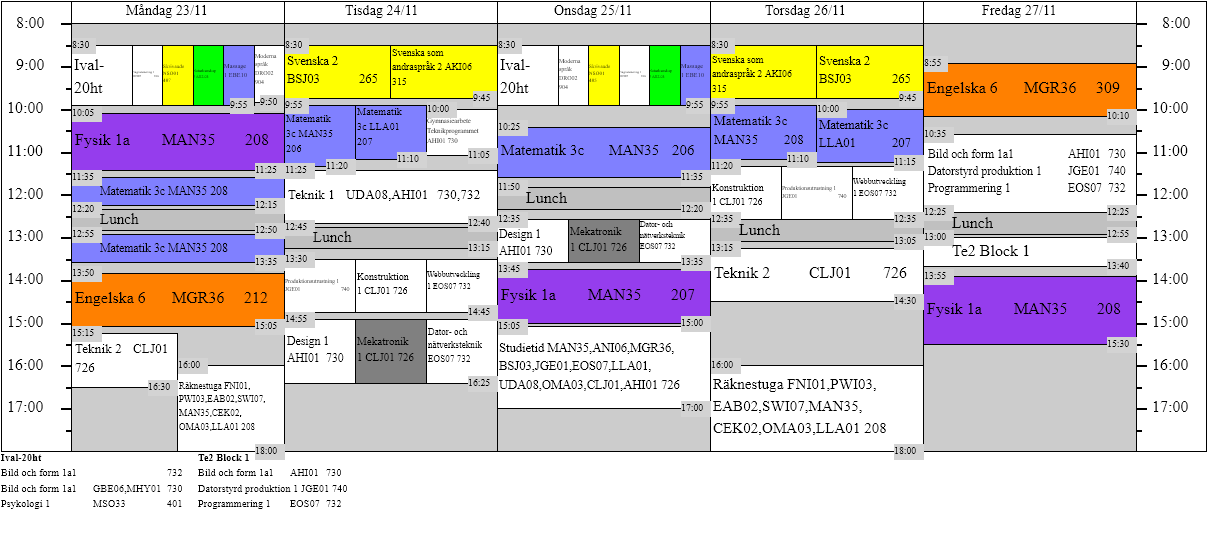 Måndag 23/11
Tisdag 24/11
Onsdag 25/11
Torsdag 26/11
Fredag 27/11
8:00
9:00
10:00
11:00
12:00
13:00
14:00
15:00
16:00
17:00
8:30
Ival-
20ht
Skrivande
NSO01
407
Massage
1 EBE10
Moderna
språk
DRO02
904
9:55
9:50
10:05
Fysik 1a MAN35 208
11:25
11:35
Matematik 3c MAN35 208
12:15
12:20
Lunch
12:50
12:55
Matematik 3c MAN35 208
13:35
13:50
Engelska 6 MGR36 212
15:05
15:15
Teknik 2 CLJ01
726
16:30
16:00
Räknestuga FNI01,
PWI03,EAB02,SWI07,
MAN35,CEK02,
OMA03,LLA01 208
18:00
8:30
Svenska 2
BSJ03 265
Svenska som
andraspråk 2 AKI06
315
9:45
9:55
Matematik
3c MAN35
206
11:20
Matematik
3c LLA01
207
11:10
10:00
Gymnasiearbete
Teknikprogrammet
AHI01 730
11:05
11:25
Teknik 1 UDA08,AHI01 730,732
12:40
12:45
Lunch
13:15
13:30
Produktionsutrustning 1
JGE01 740
Konstruktion
1 CLJ01 726
Webbutveckling
1 EOS07 732
14:45
14:55
Design 1
AHI01 730
Mekatronik
1 CLJ01 726
Dator- och
nätverksteknik
EOS07 732
16:25
8:30
Ival-
20ht
Moderna
språk
DRO02
904
Skrivande
NSO01
405
Massage
1 EBE10
9:55
10:25
Matematik 3c MAN35 206
11:35
11:50
Lunch
12:20
12:35
Design 1
AHI01 730
Mekatronik
1 CLJ01 726
Dator- och
nätverksteknik
EOS07 732
13:35
13:45
Fysik 1a MAN35 207
15:00
15:05
Studietid MAN35,ANI06,MGR36,
BSJ03,JGE01,EOS07,LLA01,
UDA08,OMA03,CLJ01,AHI01 726
17:00
8:30
Svenska som
andraspråk 2 AKI06
315
Svenska 2
BSJ03 265
9:45
9:55
Matematik 3c
MAN35 208
11:10
10:00
Matematik 3c
LLA01 207
11:15
11:20
Konstruktion
1 CLJ01 726
Produktionsutrustning 1
JGE01 740
Webbutveckling
1 EOS07 732
12:35
12:35
Lunch
13:05
13:15
Teknik 2 CLJ01 726
14:30
16:00
Räknestuga FNI01,PWI03,
EAB02,SWI07,MAN35,
CEK02,OMA03,LLA01 208
18:00
8:55
Engelska 6 MGR36 309
10:10
10:35
Bild och form 1a1 AHI01 730
Datorstyrd produktion 1 JGE01 740
Programmering 1 EOS07 732
12:25
12:25
Lunch
12:55
13:00
Te2 Block 1
13:40
13:55
Fysik 1a MAN35 208
15:30
8:00
9:00
10:00
11:00
12:00
13:00
14:00
15:00
16:00
17:00
Ival-20ht
Bild och form 1a1 732
Bild och form 1a1 GBE06,MHY01 730
Psykologi 1 MSO33 401
Te2 Block 1
Bild och form 1a1 AHI01 730
Datorstyrd produktion 1 JGE01 740
Programmering 1 EOS07 732